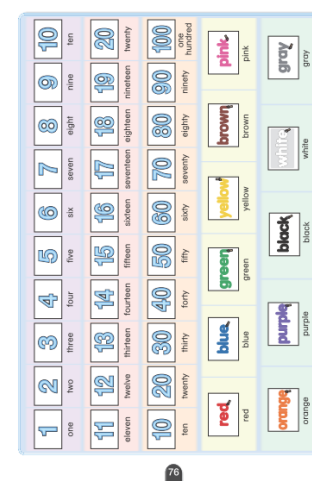 1 2 3 4 5 6 7 8 9 10
one two three four five six seven eight nine ten
11 12 13 14 15 16 17 18 19 20
eleven twelve thirteen fourteen fifteen sixteen seventeen eighteen nineteen twenty
10 20 30 40 50 60 70 80 90 100
ten twenty thirty forty fifty sixty seventy eighty ninety one hundred
red blue green yellow brown pink
red blue green yellow brown pink
orange purple black white gray
orange purple black white gray
76